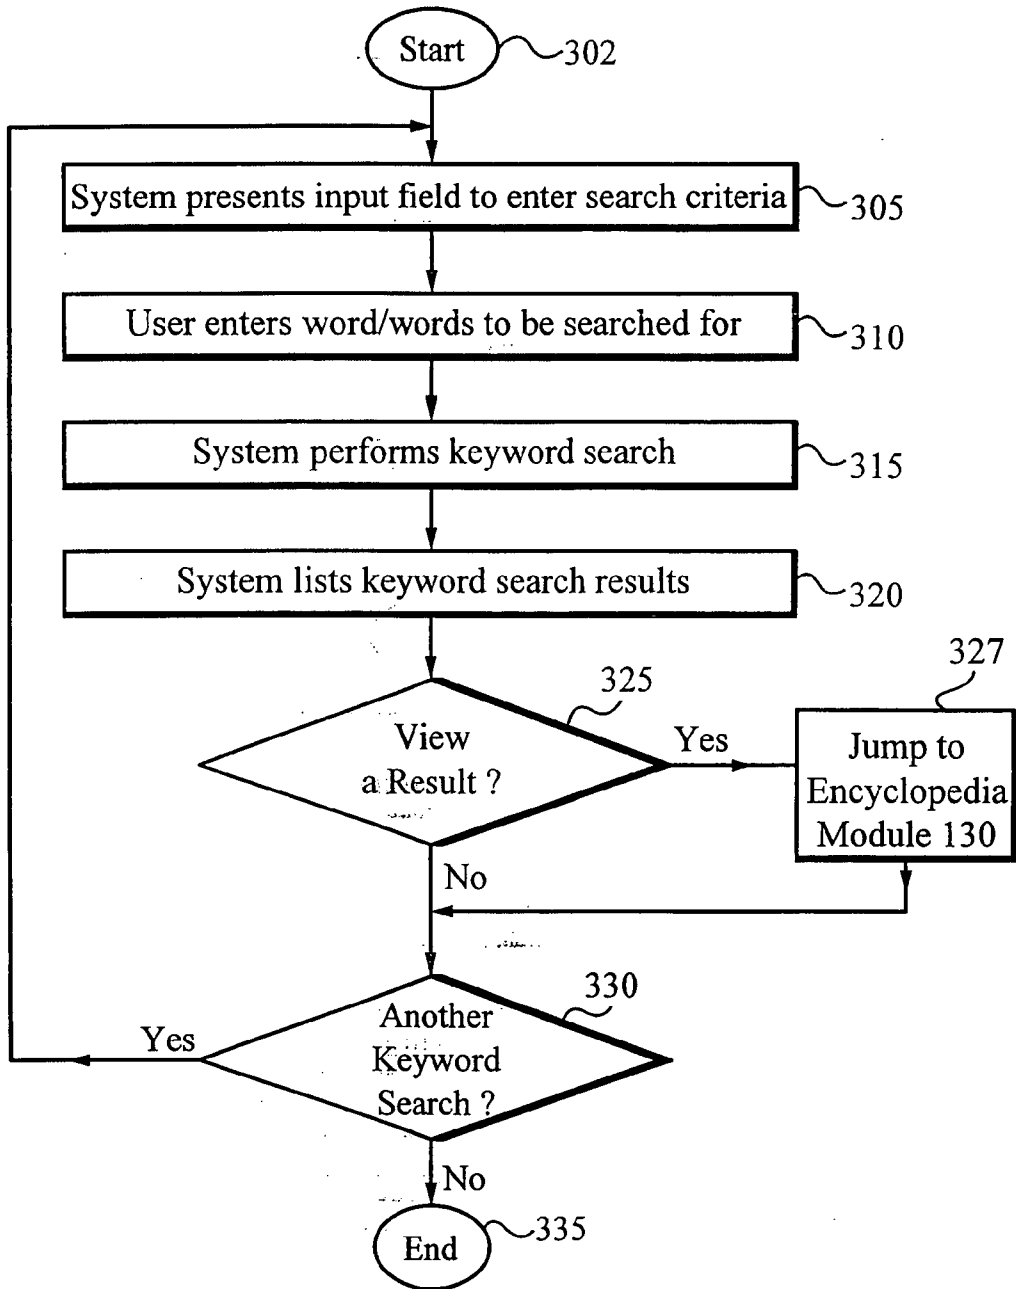 Start
302
System presents input field to enter search criteria
305
User enters word/words to be searched for
310
System performs keyword search
315
System lists keyword search results
320
325
327
View
a Result ?
Yes
Jump to
Encyclopedia
Module 130
No
330
Another
Keyword
Search ?
Yes
No
335
End